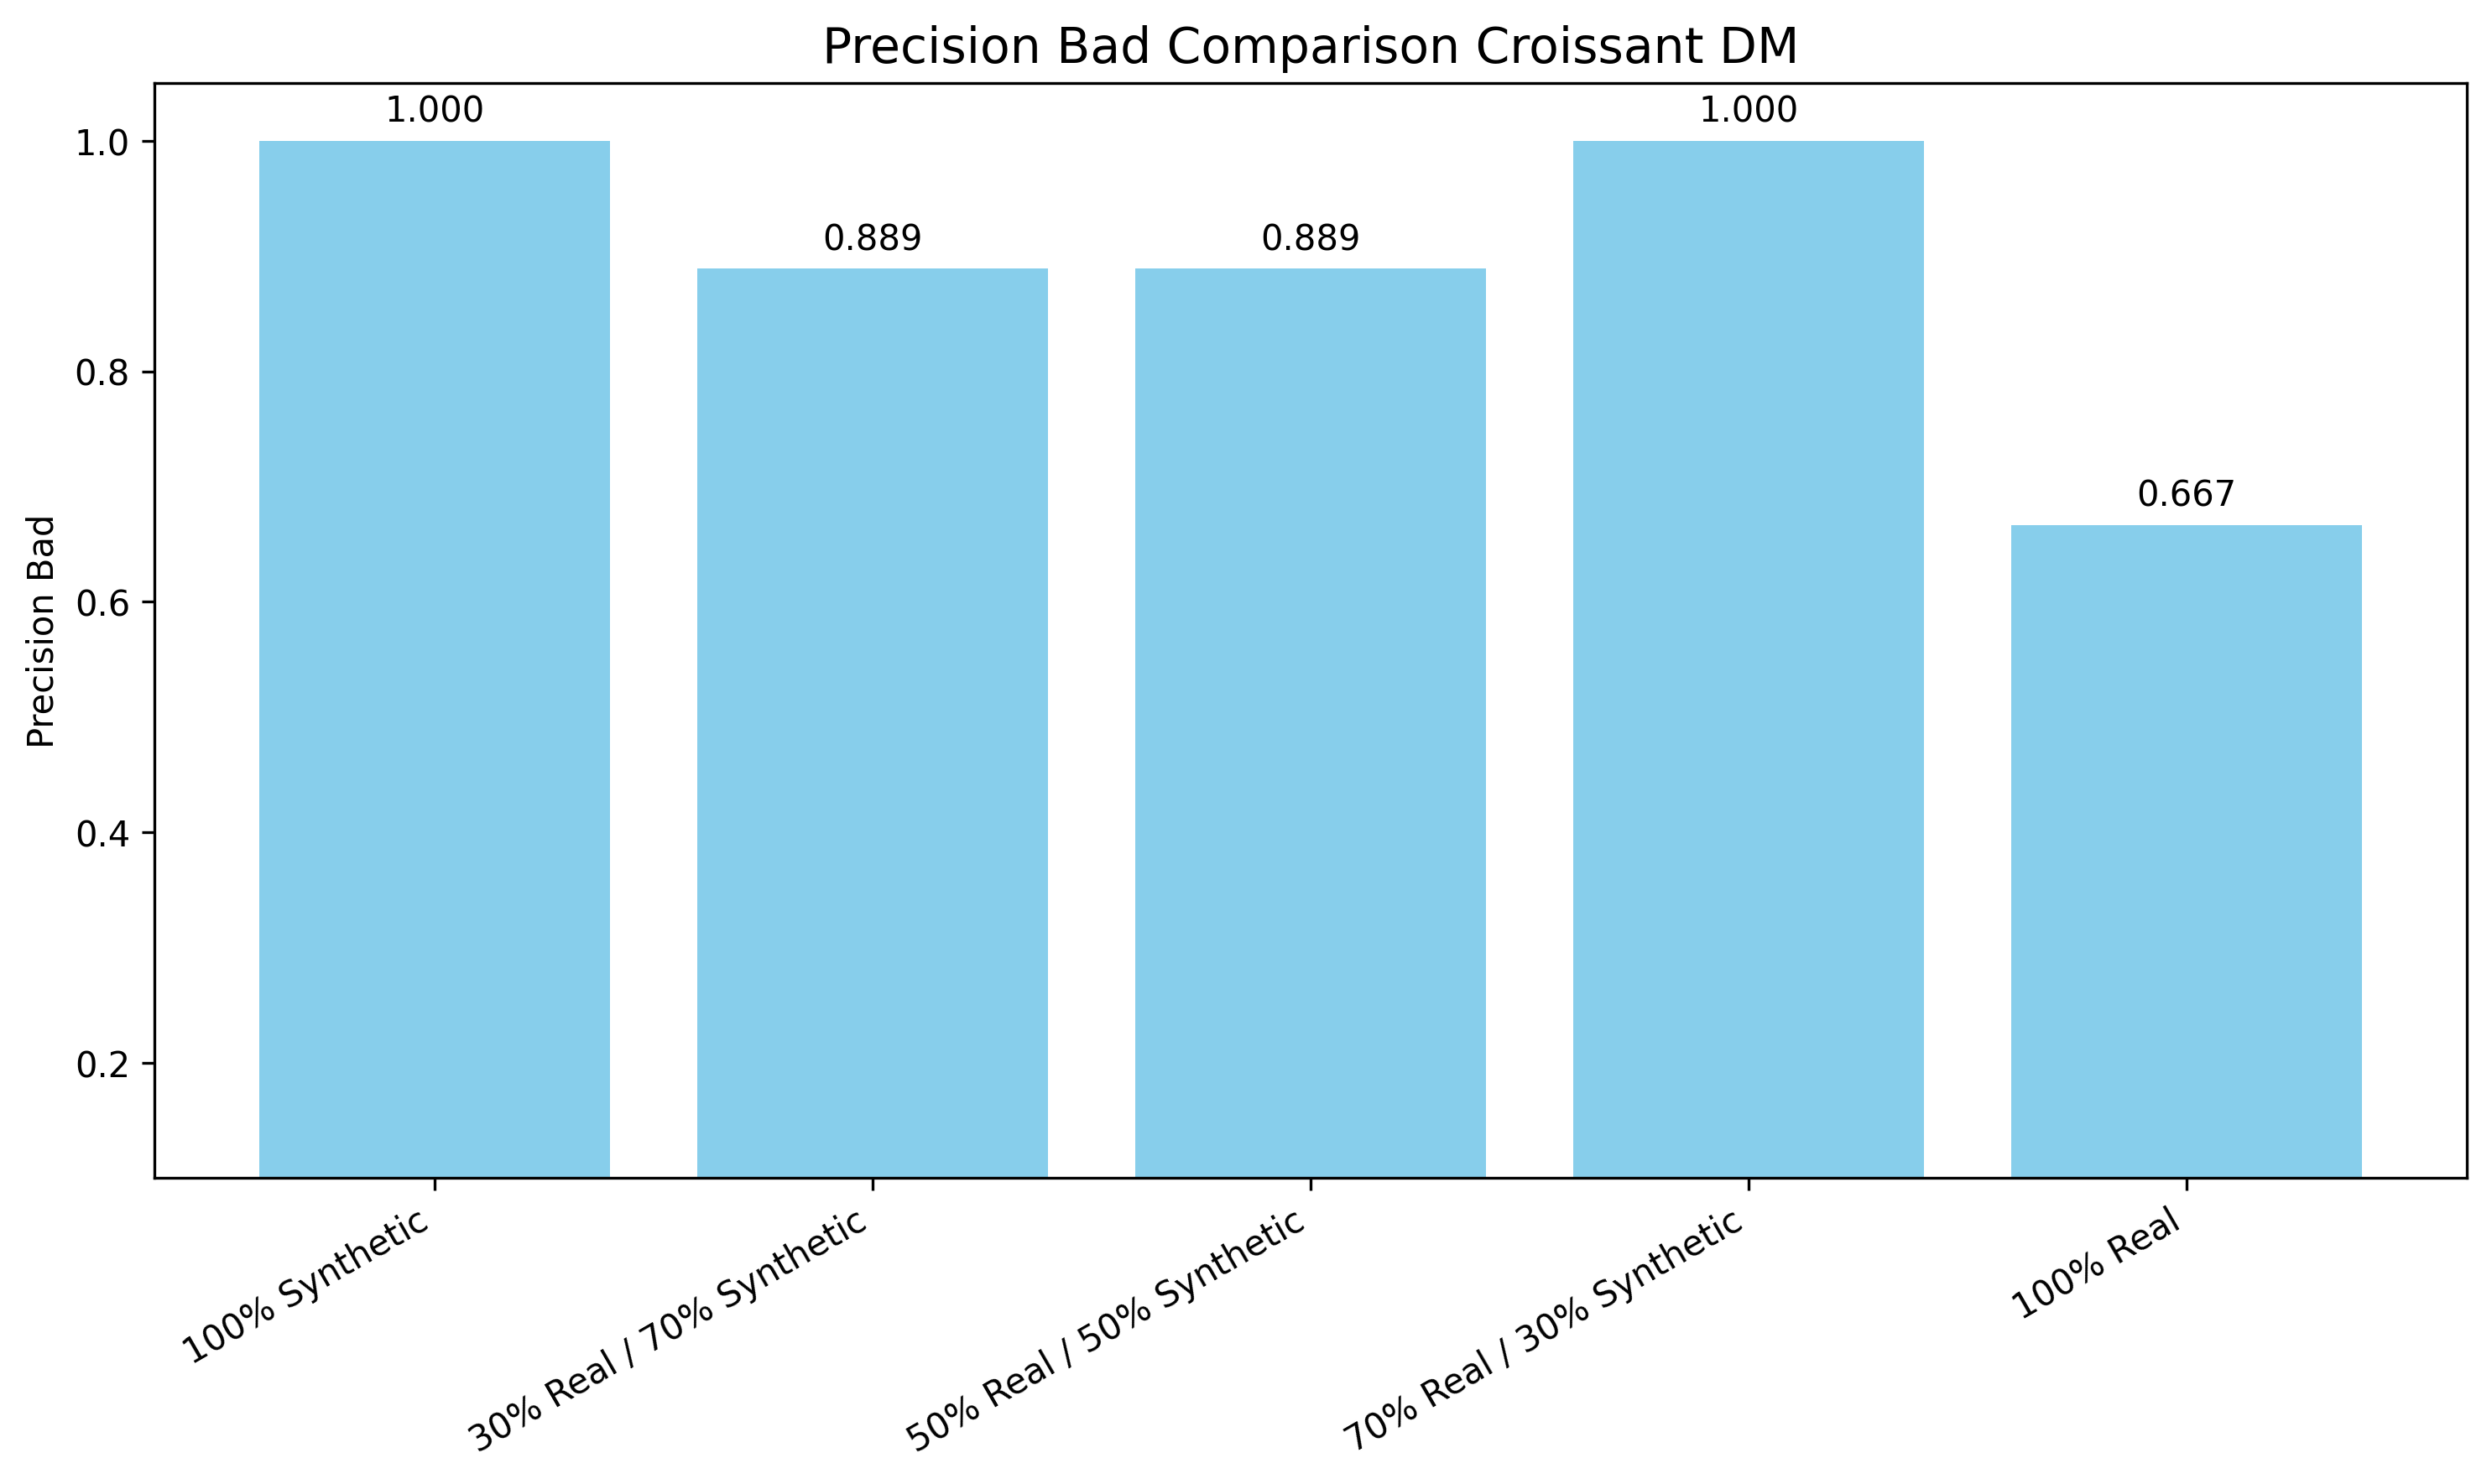 Precision Bad Comparison Croissant DM
Precision Bad
1.0
0.8
0.6
0.4
0.2
1.000
0.889
0.889
1.000
0.667
100% Synthetic
30% Real / 70% Synthetic
50% Real / 50% Synthetic
70% Real / 30% Synthetic
100% Real